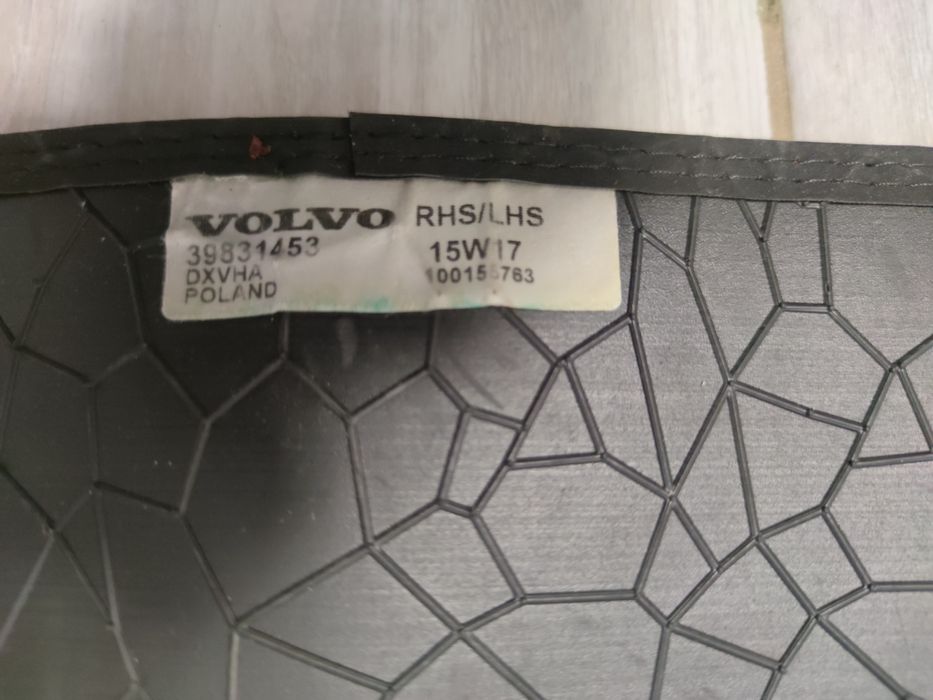 VOLVO RHS/LHS
39831453 15W17
DXVHA 100155763
POLAND